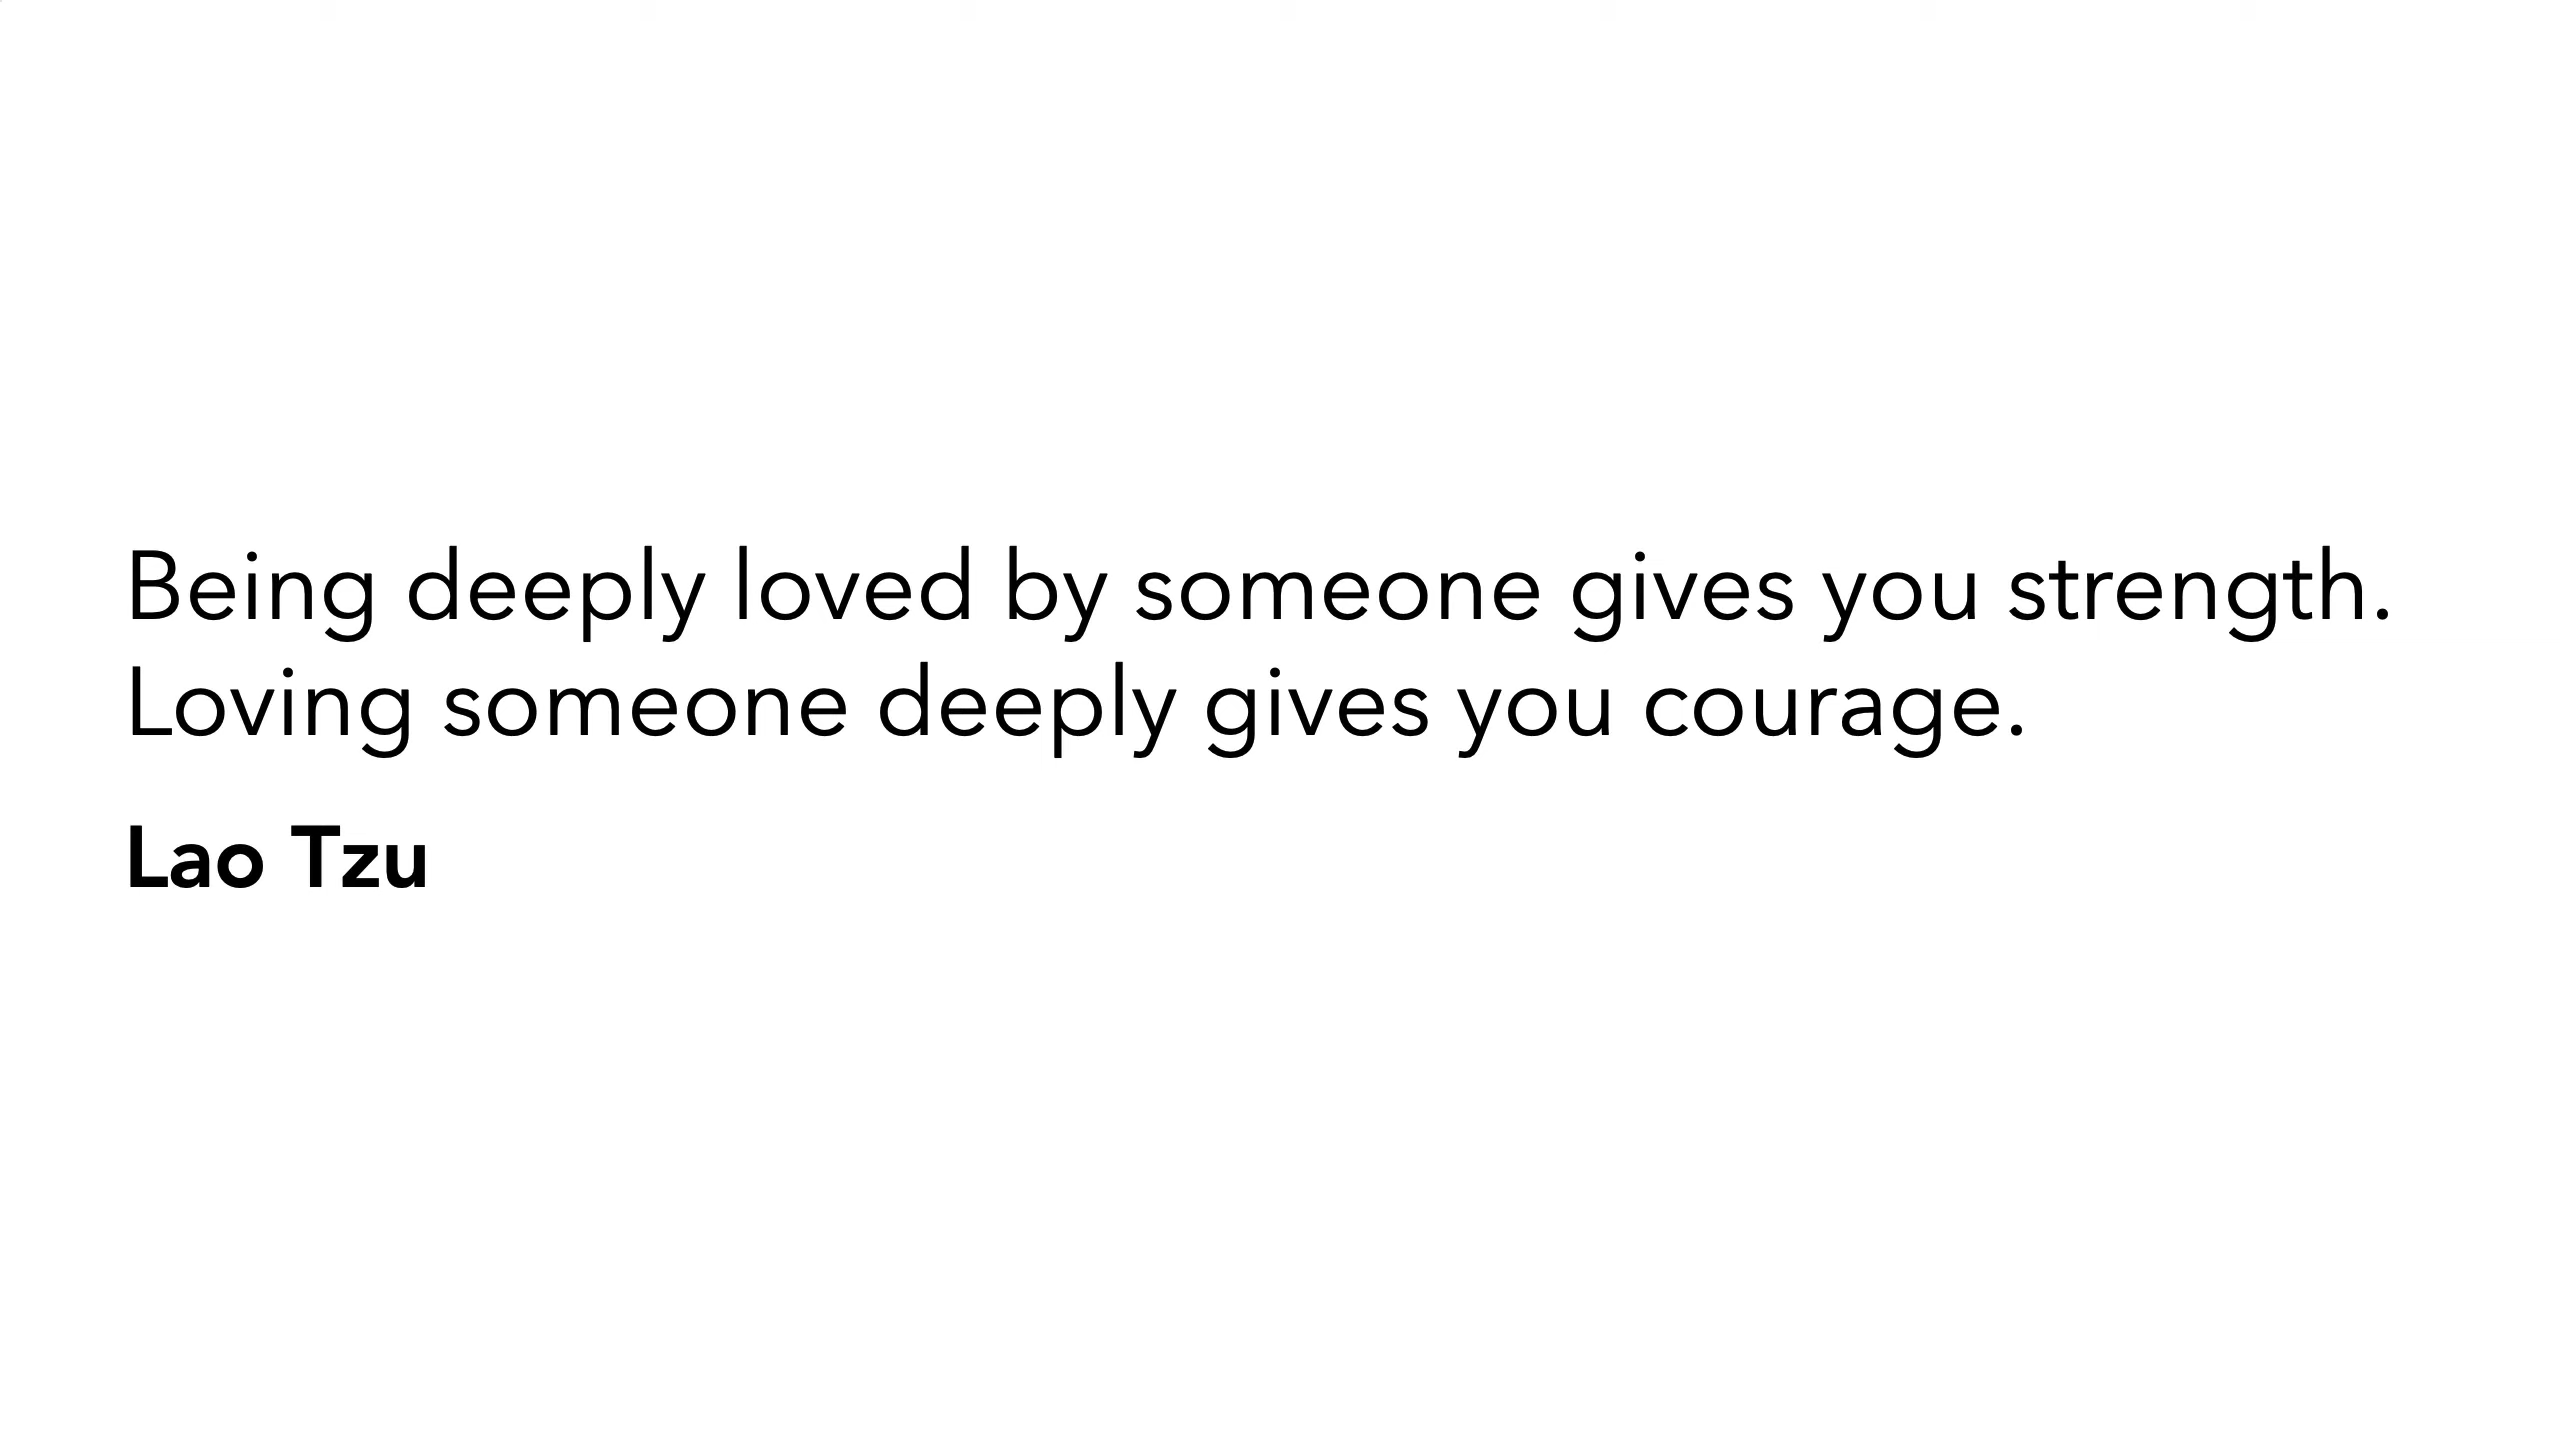 Being deeply loved by someone gives you strength.
Loving someone deeply gives you courage.
Lao Tzu